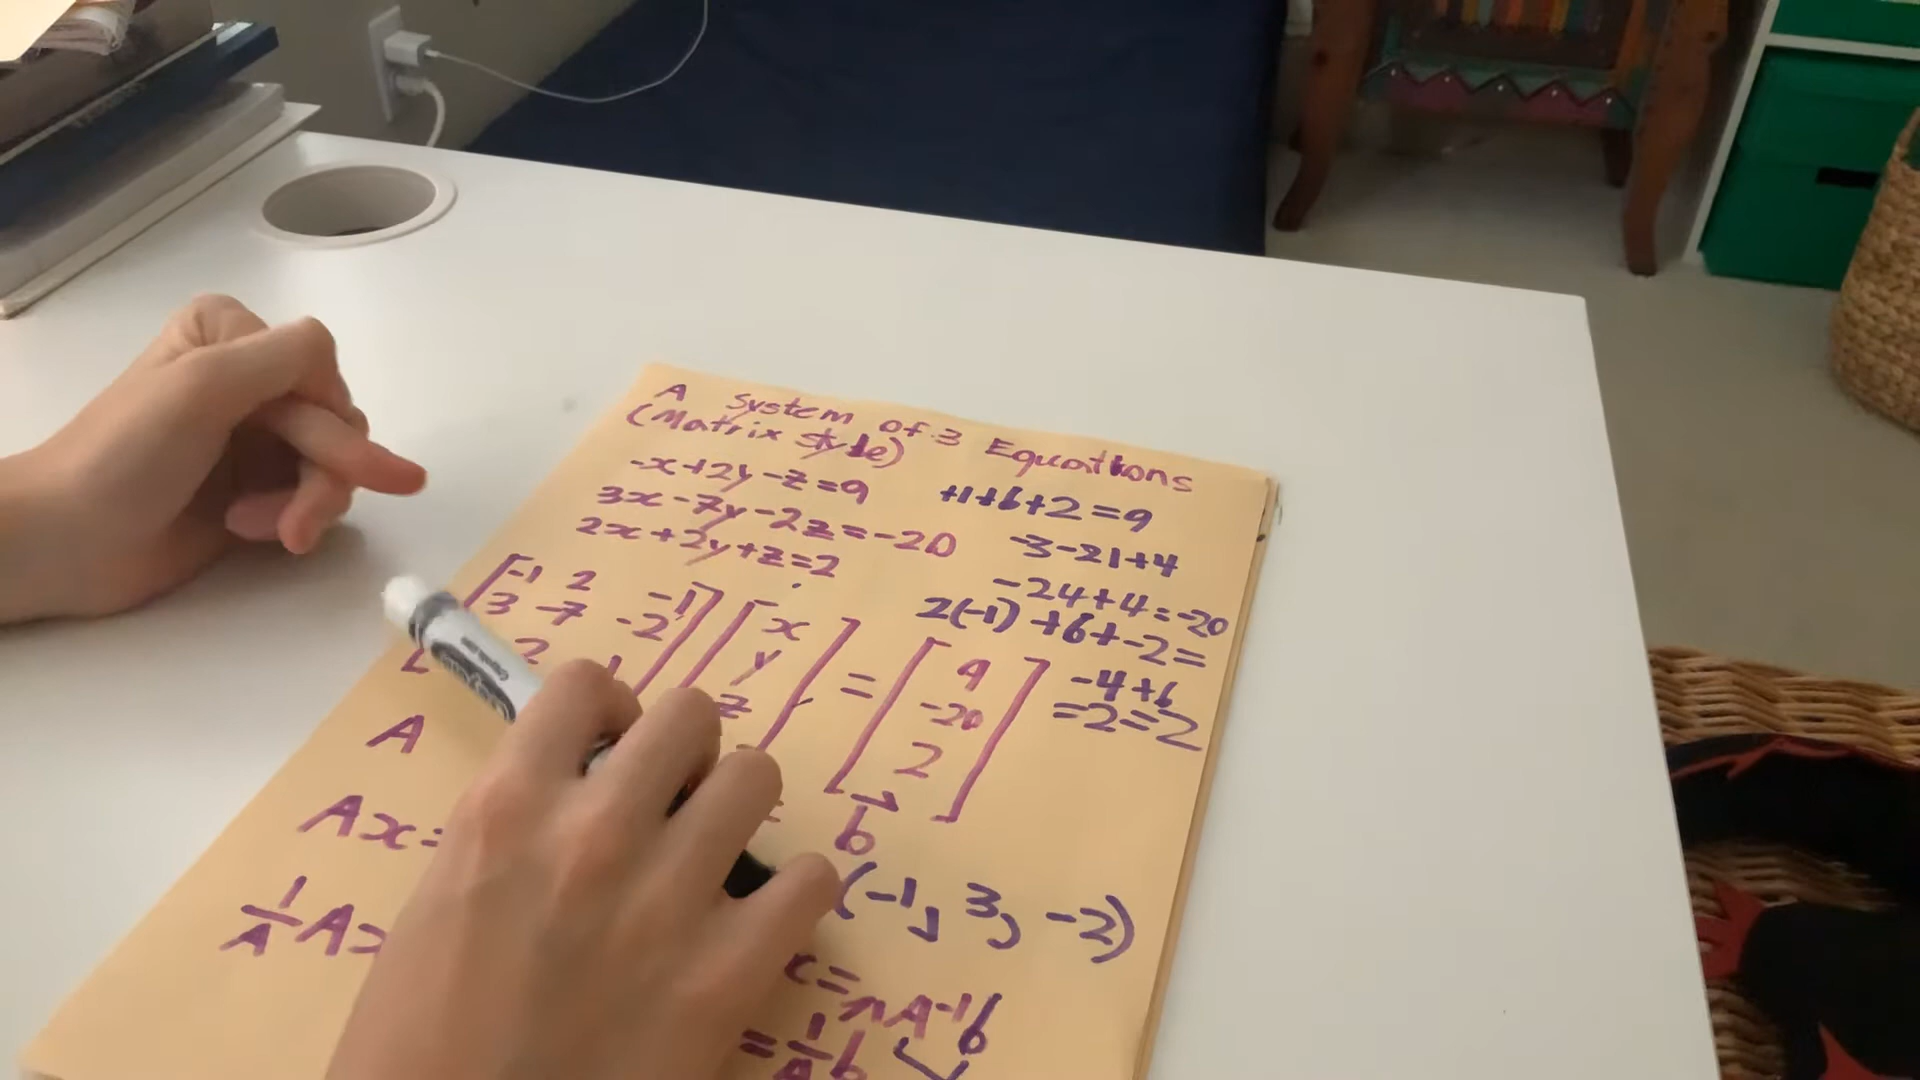 A System of 3 Equations
(Matrix style)
-x+2y-z=9
3x-7y-2z=-20
2x+2y+z=2
+1+6+2=9
-3-21+4
-24+4=-20
2(-1)+6+-2=
-4+6
=2=2
-1 2 -1
3 -7 -2
2 1
x
y
z
=
9
-20
2
A
b
Ax=
(-1, 3, -2)
1/A A
x= A-1b
= 1/A b